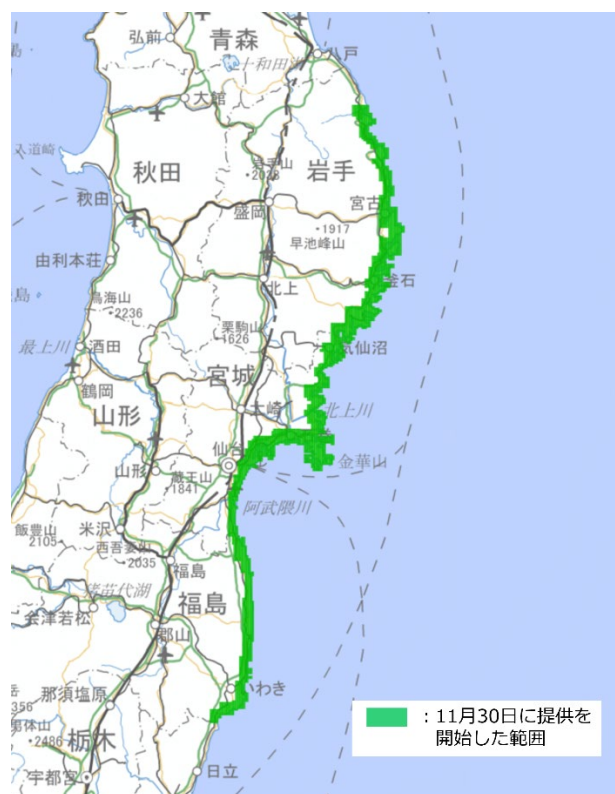 弘前
青森
八戸
十和田湖
大館
入道崎
秋田
岩手山
2038
岩手
秋田
盛岡
宮古
・1917
早池峰山
由利本荘
北上
釜石
鳥海山
・2236
栗駒山
1626
最上川
酒田
気仙沼
宮城
鶴岡
大崎
北上川
山形
仙台
金華山
山形
蔵王山
1841
阿武隈川
飯豊山
2105・
米沢
西吾妻山
・2035
福島
猪苗代湖
福島
会津若松
郡山
那須塩原
いわき
・2486
栃木
日立
宇都宮
：11月30日に提供を
開始した範囲